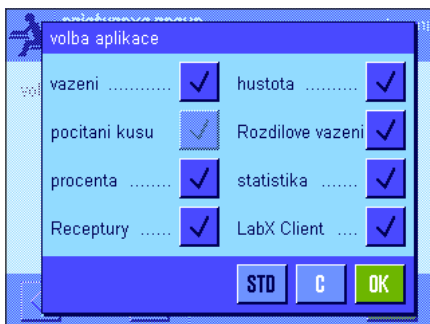 volba aplikace
vazeni ............ hustota ............
pocitani kusu Rozdilove vazeni
procenta ........ statistika ........
Receptury ...... LabX Client ....
STD C OK